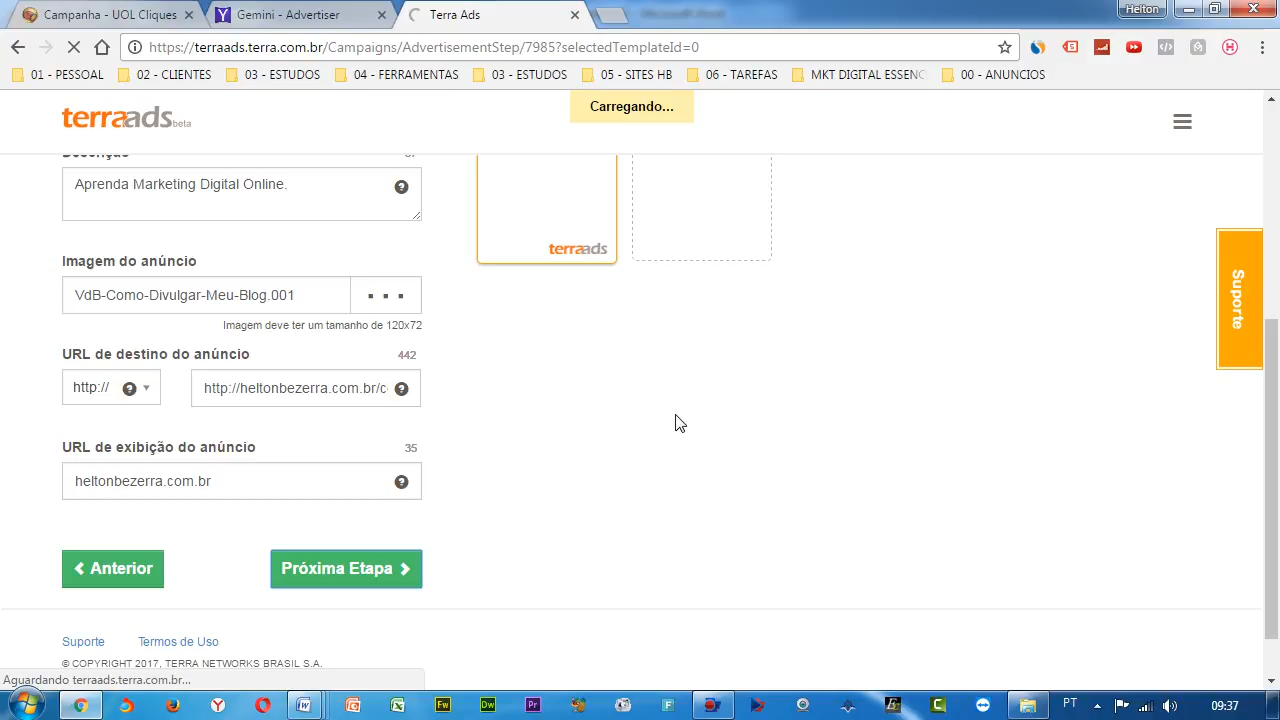 Campanha - UOL Cliques
Gemini - Advertiser
Terra Ads
Helton
https://terraads.terra.com.br/Campaigns/AdvertisementStep/7985?selectedTemplateId=0
01 - PESSOAL
02 - CLIENTES
03 - ESTUDOS
04 - FERRAMENTAS
03 - ESTUDOS
05 - SITES HB
06 - TAREFAS
MKT DIGITAL ESSENC
00 - ANUNCIOS
terraads beta
Carregando...
Descrição
Aprenda Marketing Digital Online.
terraads
Imagem do anúncio
VdB-Como-Divulgar-Meu-Blog.001
Imagem deve ter um tamanho de 120x72
URL de destino do anúncio 442
http:// http://heltonbezerra.com.br/c
URL de exibição do anúncio 35
heltonbezerra.com.br
Anterior
Próxima Etapa
Suporte
Suporte
Termos de Uso
© COPYRIGHT 2017, TERRA NETWORKS BRASIL S.A.
Aguardando terraads.terra.com.br...
PT
09:37